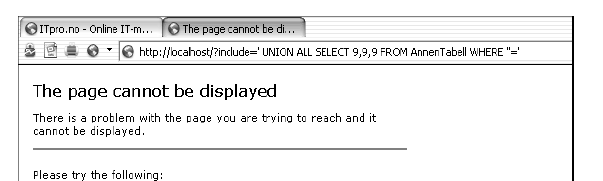 ITpro.no - Online IT-m... The page cannot be di...
http://locahost/?include=' UNION ALL SELECT 9,9,9 FROM AnnenTabell WHERE ''='
The page cannot be displayed
There is a problem with the page you are trying to reach and it
cannot be displayed.
Please try the following: